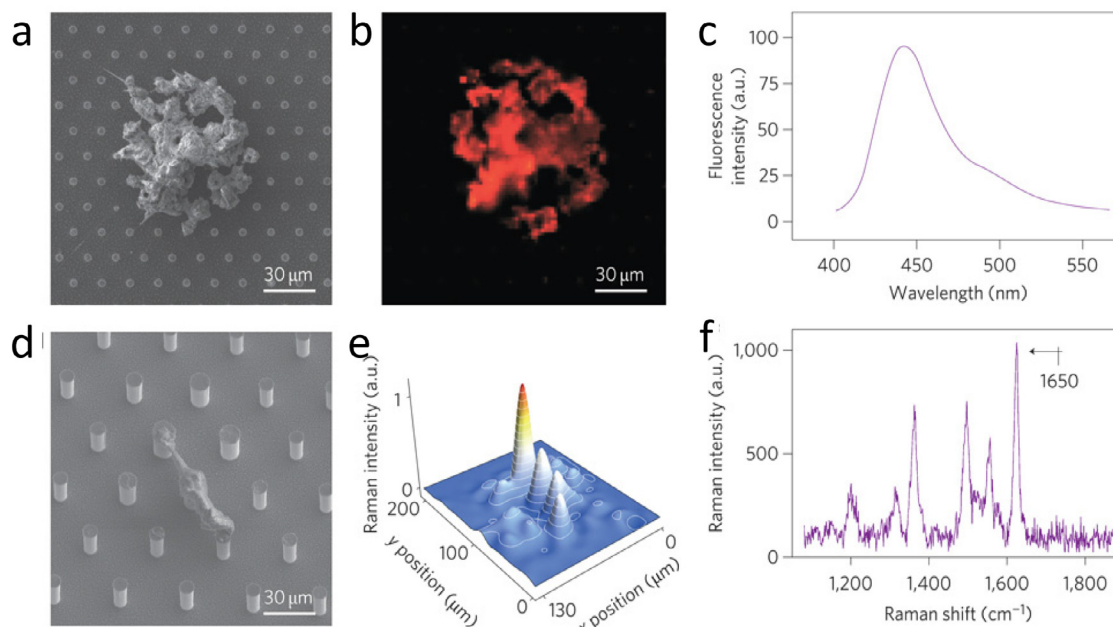 a
30 µm
b
30 µm
c
Fluorescence
intensity (a.u.)
100
75
50
25
0
400
450
500
550
Wavelength (nm)
d
30 µm
e
Raman intensity (a.u.)
1
0
200
100
0
y position (µm)
130
0
position (µm)
f
1,000
500
0
1650
1,200
1,400
1,600
1,800
Raman shift (cm⁻¹)